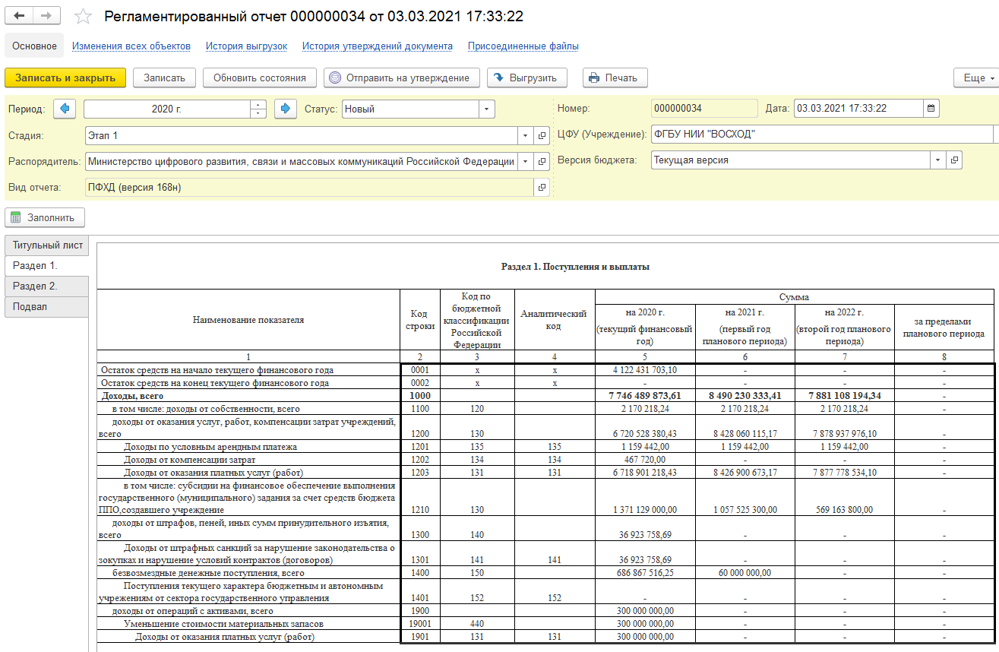 Регламентированный отчет 000000034 от 03.03.2021 17:33:22
Основное Изменения всех объектов История выгрузок История утверждений документа Присоединенные файлы
Записать и закрыть Записать Обновить состояния Отправить на утверждение Выгрузить Печать Еще
Период: 2020 г. Статус: Новый Номер: 000000034 Дата: 03.03.2021 17:33:22
Стадия: Этап 1 ЦФУ (Учреждение): ФГБУ НИИ "ВОСХОД"
Распорядитель: Министерство цифрового развития, связи и массовых коммуникаций Российской Федерации Версия бюджета: Текущая версия
Вид отчета: ПФХД (версия 168н)
Заполнить
Титульный лист
Раздел 1.
Раздел 2.
Подвал
Раздел 1. Поступления и выплаты
Наименование показателя
Код
строки
Код по
бюджетной
классификации
Российской
Федерации
Аналитический
код
Сумма
на 2020 г.
(текущий финансовый
год)
на 2021 г.
(первый год
планового периода)
на 2022 г.
(второй год планового
периода)
за пределами
планового периода
1 2 3 4 5 6 7 8
Остаток средств на начало текущего финансового года 0001 x x 4 122 431 703,10 - - -
Остаток средств на конец текущего финансового года 0002 x x - - - -
Доходы, всего 1000 7 746 489 873,61 8 490 230 333,41 7 881 108 194,34 -
в том числе: доходы от собственности, всего 1100 120 2 170 218,24 2 170 218,24 2 170 218,24 -
доходы от оказания услуг, работ, компенсации затрат учреждений,
всего 1200 130 6 720 528 380,43 8 428 060 115,17 7 878 937 976,10 -
Доходы по условным арендным платежа 1201 135 135 1 159 442,00 1 159 442,00 1 159 442,00 -
Доходы от компенсации затрат 1202 134 134 467 720,00 - - -
Доходы от оказания платных услуг (работ) 1203 131 131 6 718 901 218,43 8 426 900 673,17 7 877 778 534,10 -
в том числе: субсидии на финансовое обеспечение выполнения
государственного (муниципального) задания за счет средств бюджета
ППО,создавшего учреждение 1210 130 1 371 129 000,00 1 057 525 300,00 569 163 800,00 -
доходы от штрафов, пеней, иных сумм принудительного изъятия,
всего 1300 140 36 923 758,69 - - -
Доходы от штрафных санкций за нарушение законодательства о
зокупках и нарушение условий контрактов (договоров) 1301 141 141 36 923 758,69 - - -
безвозмездные денежные поступления, всего 1400 150 686 867 516,25 60 000 000,00 - -
Поступления текущего характера бюджетным и автономным
учрежениям от сектора государственного управления 1401 152 152 - - - -
доходы от операций с активами, всего 1900 300 000 000,00 - - -
Уменьшение стоимости материальных запасов 19001 440 300 000 000,00 - - -
Доходы от оказания платных услуг (работ) 1901 131 131 300 000 000,00 - - -